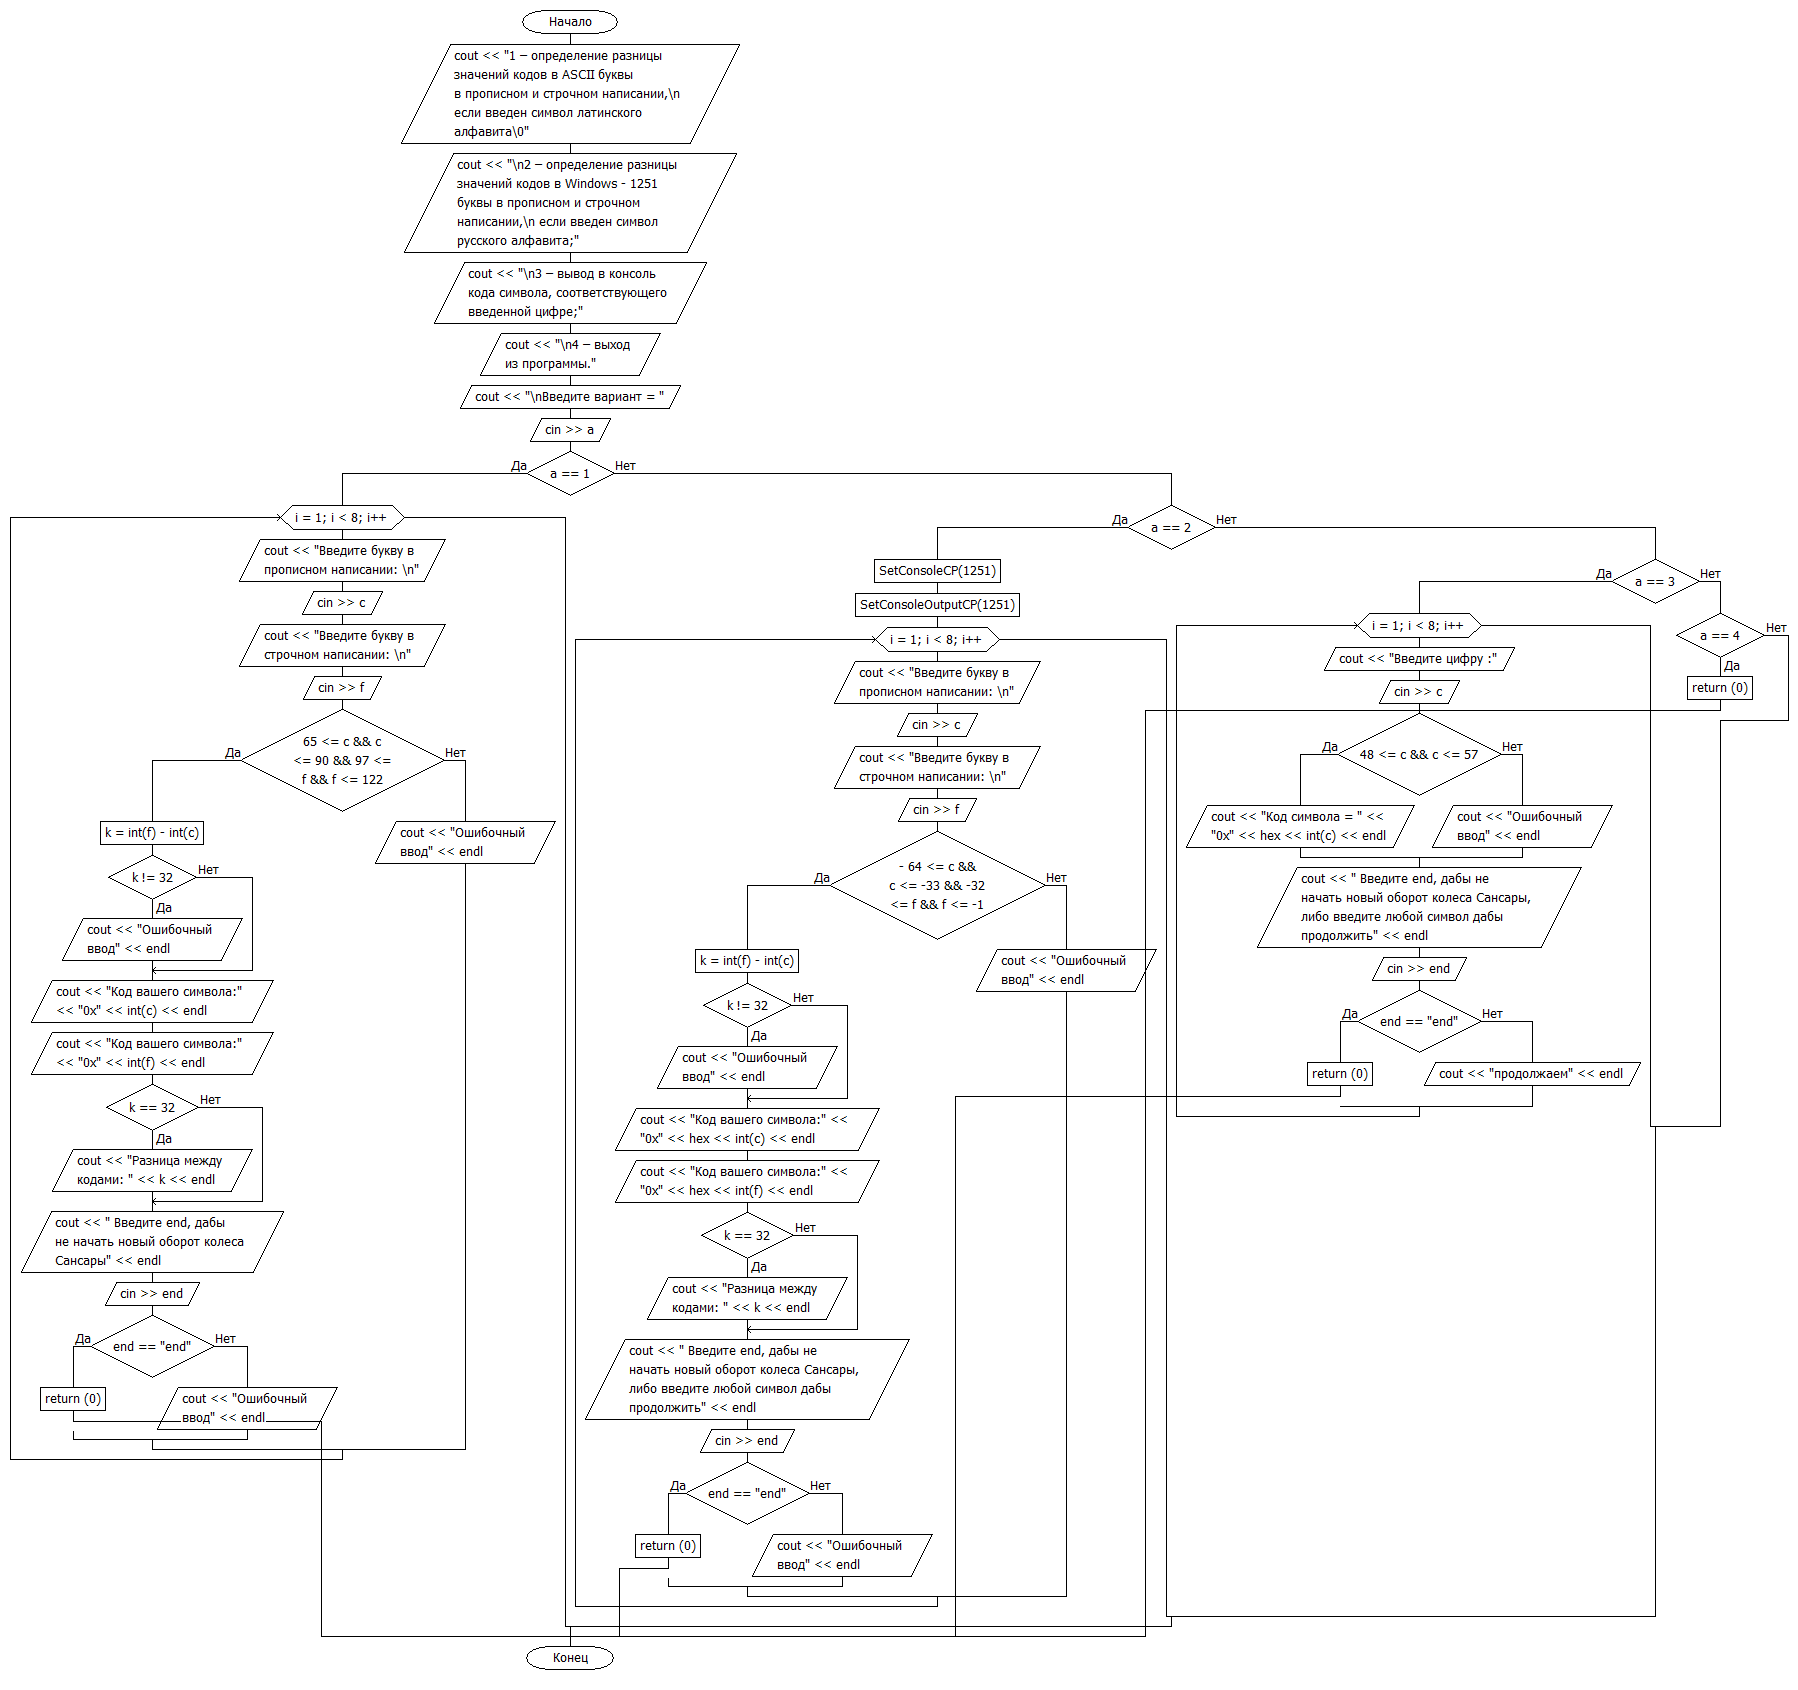 Начало
cout << "1 – определение разницы
значений кодов в ASCII буквы
в прописном и строчном написании,\n
если введен символ латинского
алфавита\0"
cout << "\n2 – определение разницы
значений кодов в Windows - 1251
буквы в прописном и строчном
написании,\n если введен символ
русского алфавита;"
cout << "\n3 – вывод в консоль
кода символа, соответствующего
введенной цифре;"
cout << "\n4 – выход
из программы."
cout << "\nВведите вариант = "
cin >> a
Да
a == 1
Нет
i = 1; i < 8; i++
cout << "Введите букву в
прописном написании: \n"
cin >> c
cout << "Введите букву в
строчном написании: \n"
cin >> f
Да
65 <= c && c
<= 90 && 97 <=
f && f <= 122
Нет
k = int(f) - int(c)
cout << "Ошибочный
ввод" << endl
k != 32
Нет
Да
cout << "Ошибочный
ввод" << endl
cout << "Код вашего символа:"
<< "0x" << int(c) << endl
cout << "Код вашего символа:"
<< "0x" << int(f) << endl
k == 32
Нет
Да
cout << "Разница между
кодами: " << k << endl
cout << " Введите end, дабы
не начать новый оборот колеса
Сансары" << endl
cin >> end
Да
end == "end"
Нет
return (0)
cout << "Ошибочный
ввод" << endl
Да
a == 2
Нет
SetConsoleCP(1251)
SetConsoleOutputCP(1251)
i = 1; i < 8; i++
cout << "Введите букву в
прописном написании: \n"
cin >> c
cout << "Введите букву в
строчном написании: \n"
cin >> f
Да
- 64 <= c &&
c <= -33 && -32
<= f && f <= -1
Нет
k = int(f) - int(c)
cout << "Ошибочный
ввод" << endl
k != 32
Нет
Да
cout << "Ошибочный
ввод" << endl
cout << "Код вашего символа:" <<
"0x" << hex << int(c) << endl
cout << "Код вашего символа:" <<
"0x" << hex << int(f) << endl
k == 32
Нет
Да
cout << "Разница между
кодами: " << k << endl
cout << " Введите end, дабы не
начать новый оборот колеса Сансары,
либо введите любой символ дабы
продолжить" << endl
cin >> end
Да
end == "end"
Нет
return (0)
cout << "Ошибочный
ввод" << endl
Да
a == 3
Нет
i = 1; i < 8; i++
cout << "Введите цифру :"
cin >> c
Да
48 <= c && c <= 57
Нет
cout << "Код символа = " <<
"0x" << hex << int(c) << endl
cout << "Ошибочный
ввод" << endl
cout << " Введите end, дабы не
начать новый оборот колеса Сансары,
либо введите любой символ дабы
продолжить" << endl
cin >> end
Да
end == "end"
Нет
return (0)
cout << "продолжаем" << endl
a == 4
Нет
Да
return (0)
Конец